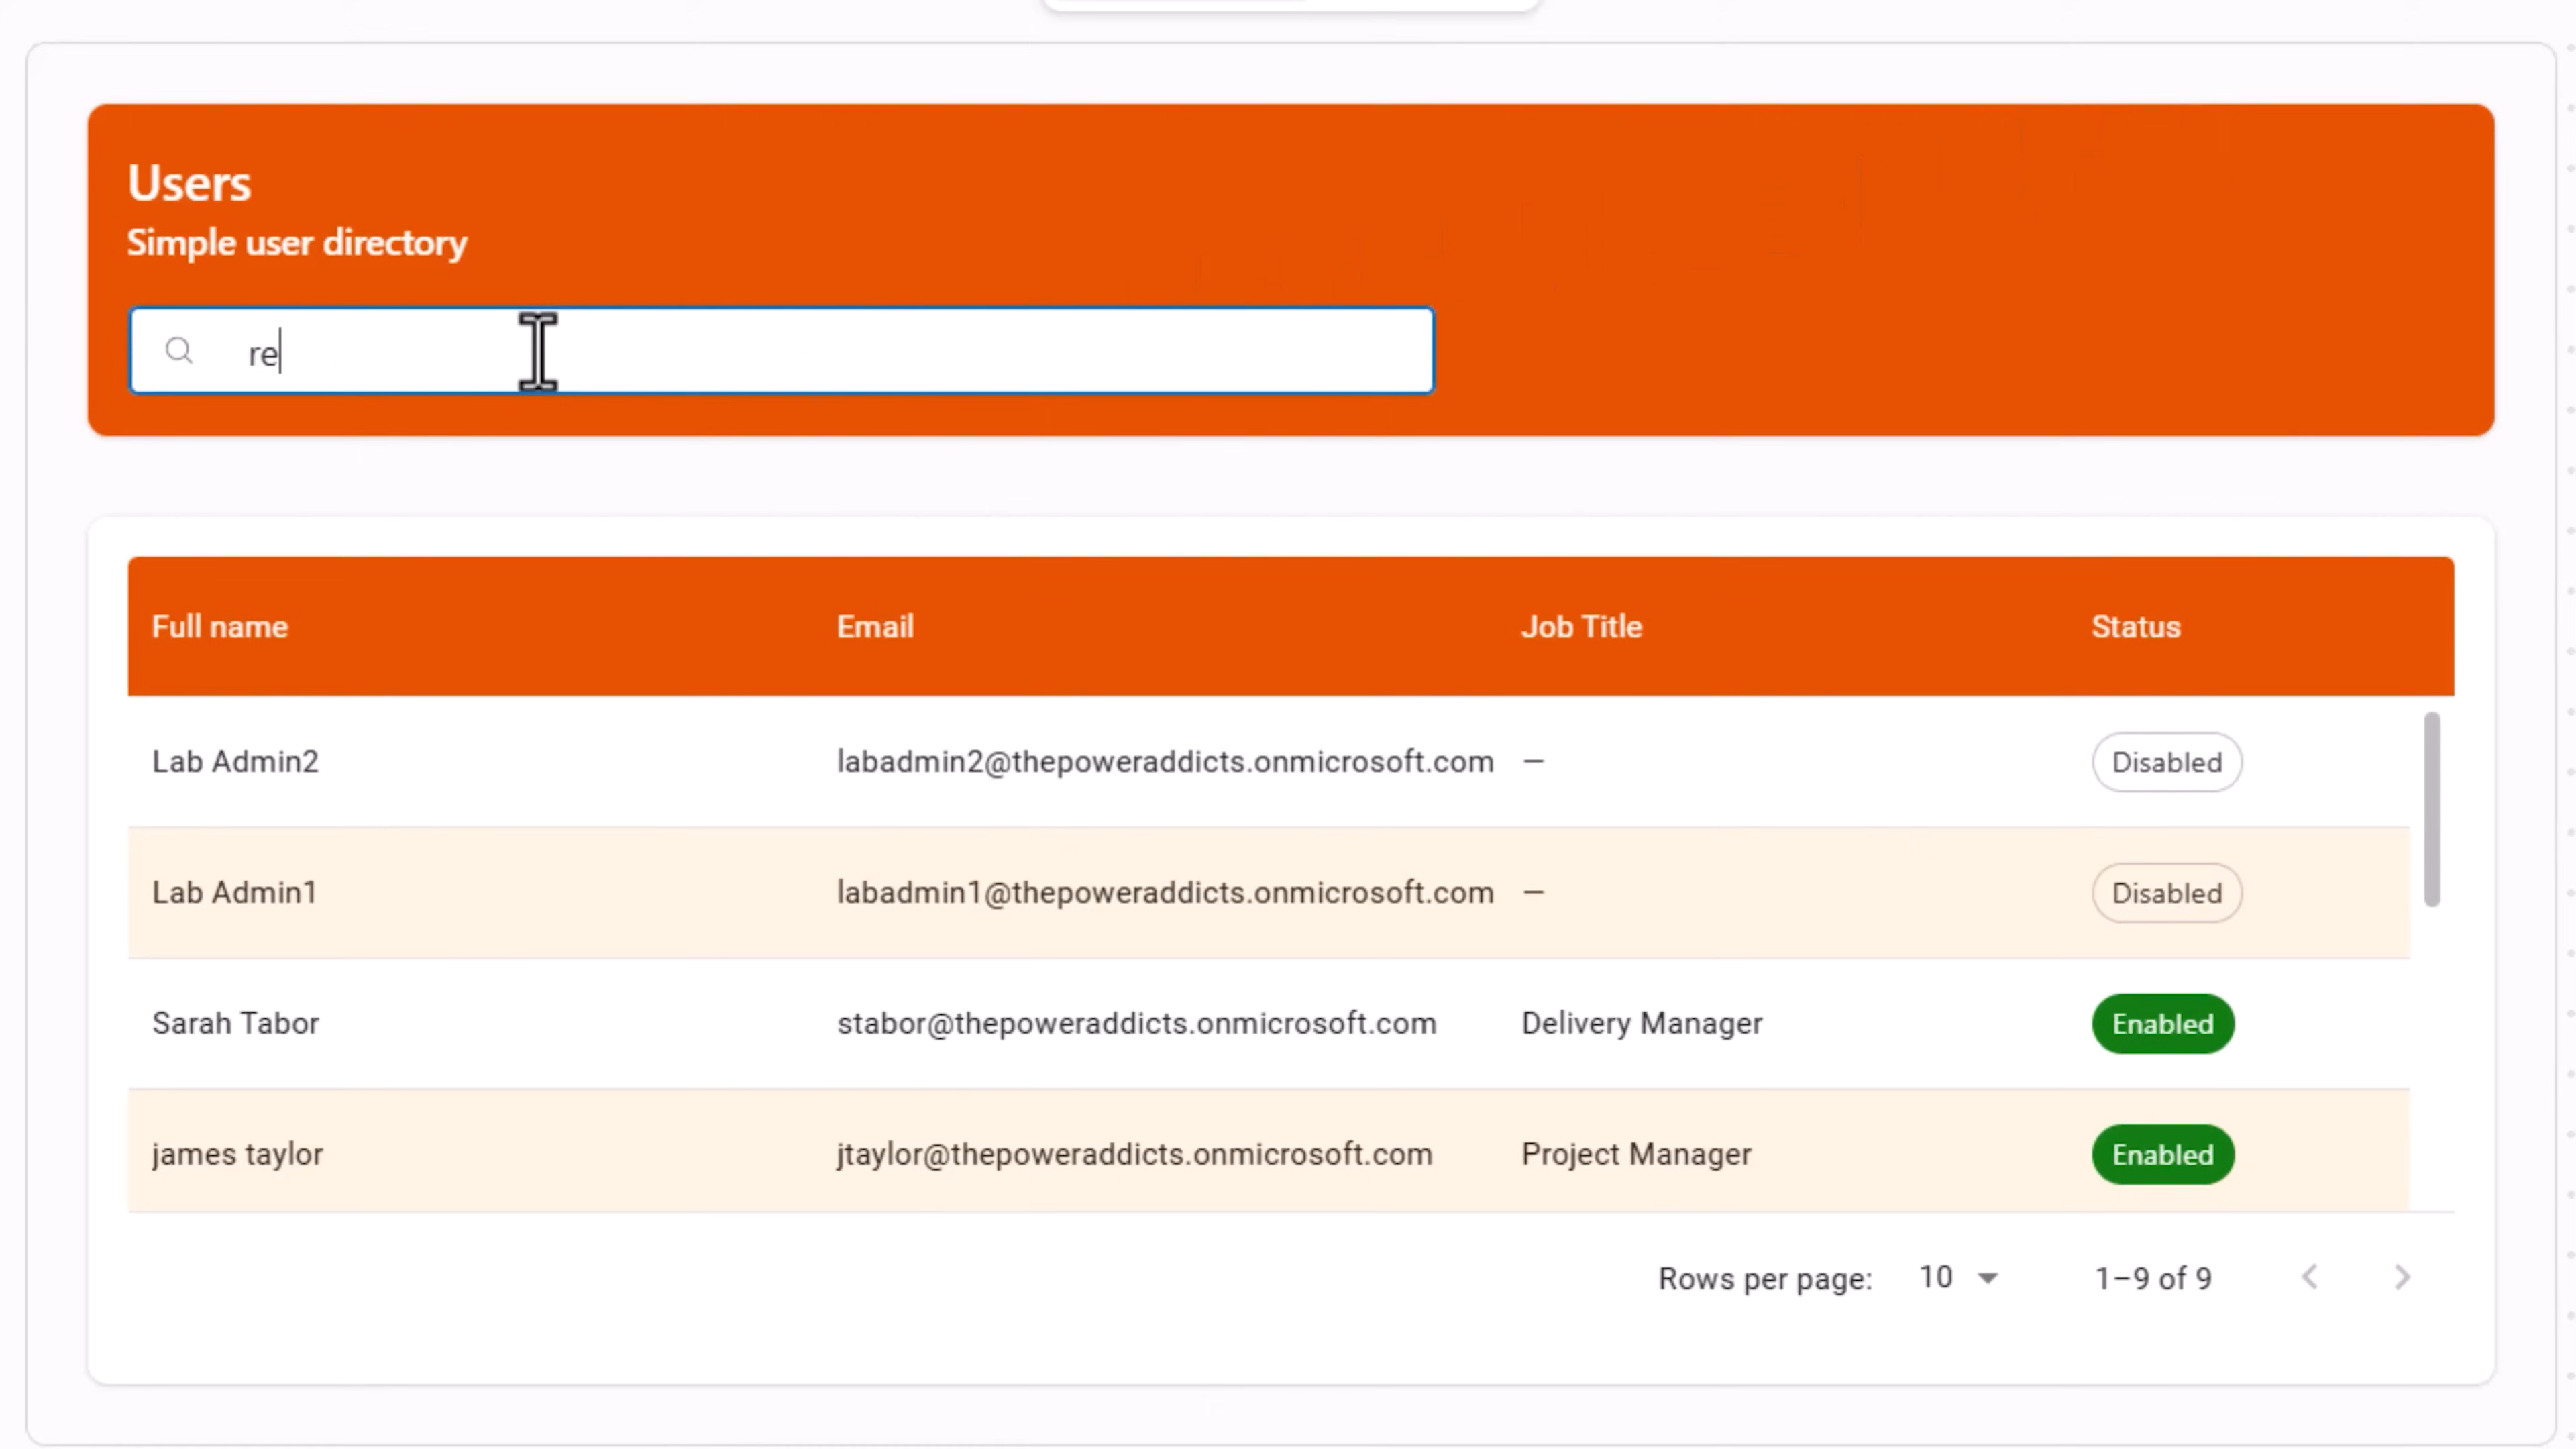 Users
Simple user directory
re
Full name Email Job Title Status
Lab Admin2 labadmin2@thepoweraddicts.onmicrosoft.com — Disabled
Lab Admin1 labadmin1@thepoweraddicts.onmicrosoft.com — Disabled
Sarah Tabor stabor@thepoweraddicts.onmicrosoft.com Delivery Manager Enabled
james taylor jtaylor@thepoweraddicts.onmicrosoft.com Project Manager Enabled
Rows per page: 10 1–9 of 9